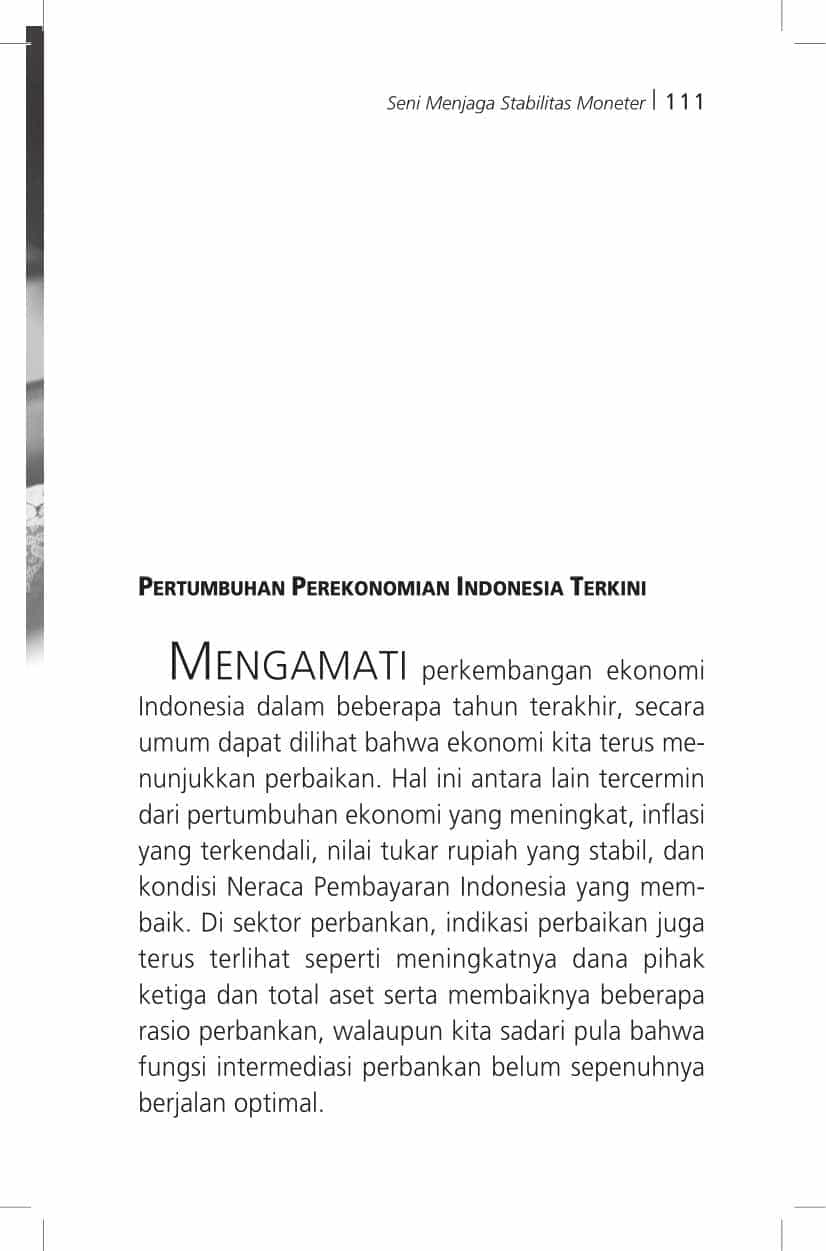 Seni Menjaga Stabilitas Moneter | 111
PERTUMBUHAN PEREKONOMIAN INDONESIA TERKINI
MENGAMATI perkembangan ekonomi
Indonesia dalam beberapa tahun terakhir, secara
umum dapat dilihat bahwa ekonomi kita terus me-
nunjukkan perbaikan. Hal ini antara lain tercermin
dari pertumbuhan ekonomi yang meningkat, inflasi
yang terkendali, nilai tukar rupiah yang stabil, dan
kondisi Neraca Pembayaran Indonesia yang mem-
baik. Di sektor perbankan, indikasi perbaikan juga
terus terlihat seperti meningkatnya dana pihak
ketiga dan total aset serta membaiknya beberapa
rasio perbankan, walaupun kita sadari pula bahwa
fungsi intermediasi perbankan belum sepenuhnya
berjalan optimal.